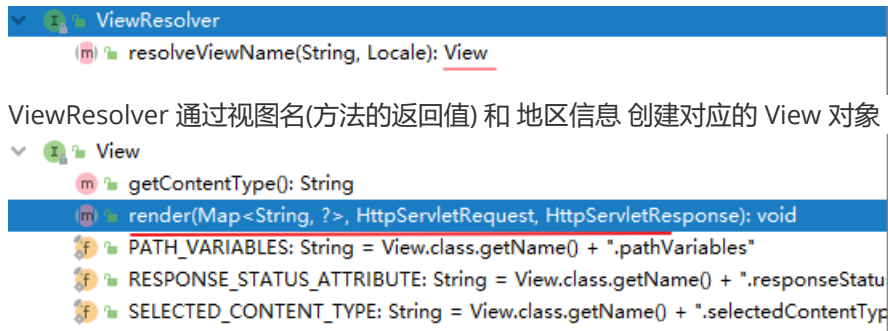 ViewResolver
resolveViewName(String, Locale): View
ViewResolver 通过视图名(方法的返回值) 和 地区信息 创建对应的 View 对象
View
getContentType(): String
render(Map<String, ?>, HttpServletRequest, HttpServletResponse): void
PATH_VARIABLES: String = View.class.getName() + ".pathVariables"
RESPONSE_STATUS_ATTRIBUTE: String = View.class.getName() + ".responseStatu
SELECTED_CONTENT_TYPE: String = View.class.getName() + ".selectedContentTyp